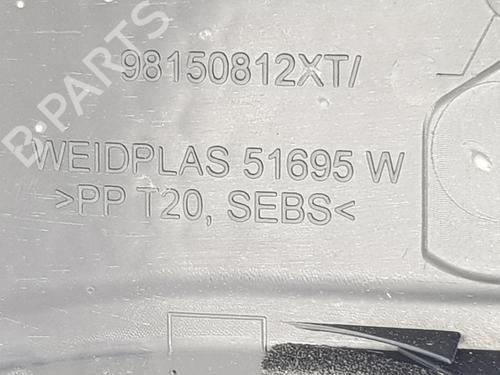 98150812XT/
WEIDPLAS 51695 W
>PP T20, SEBS<
B-PARTS